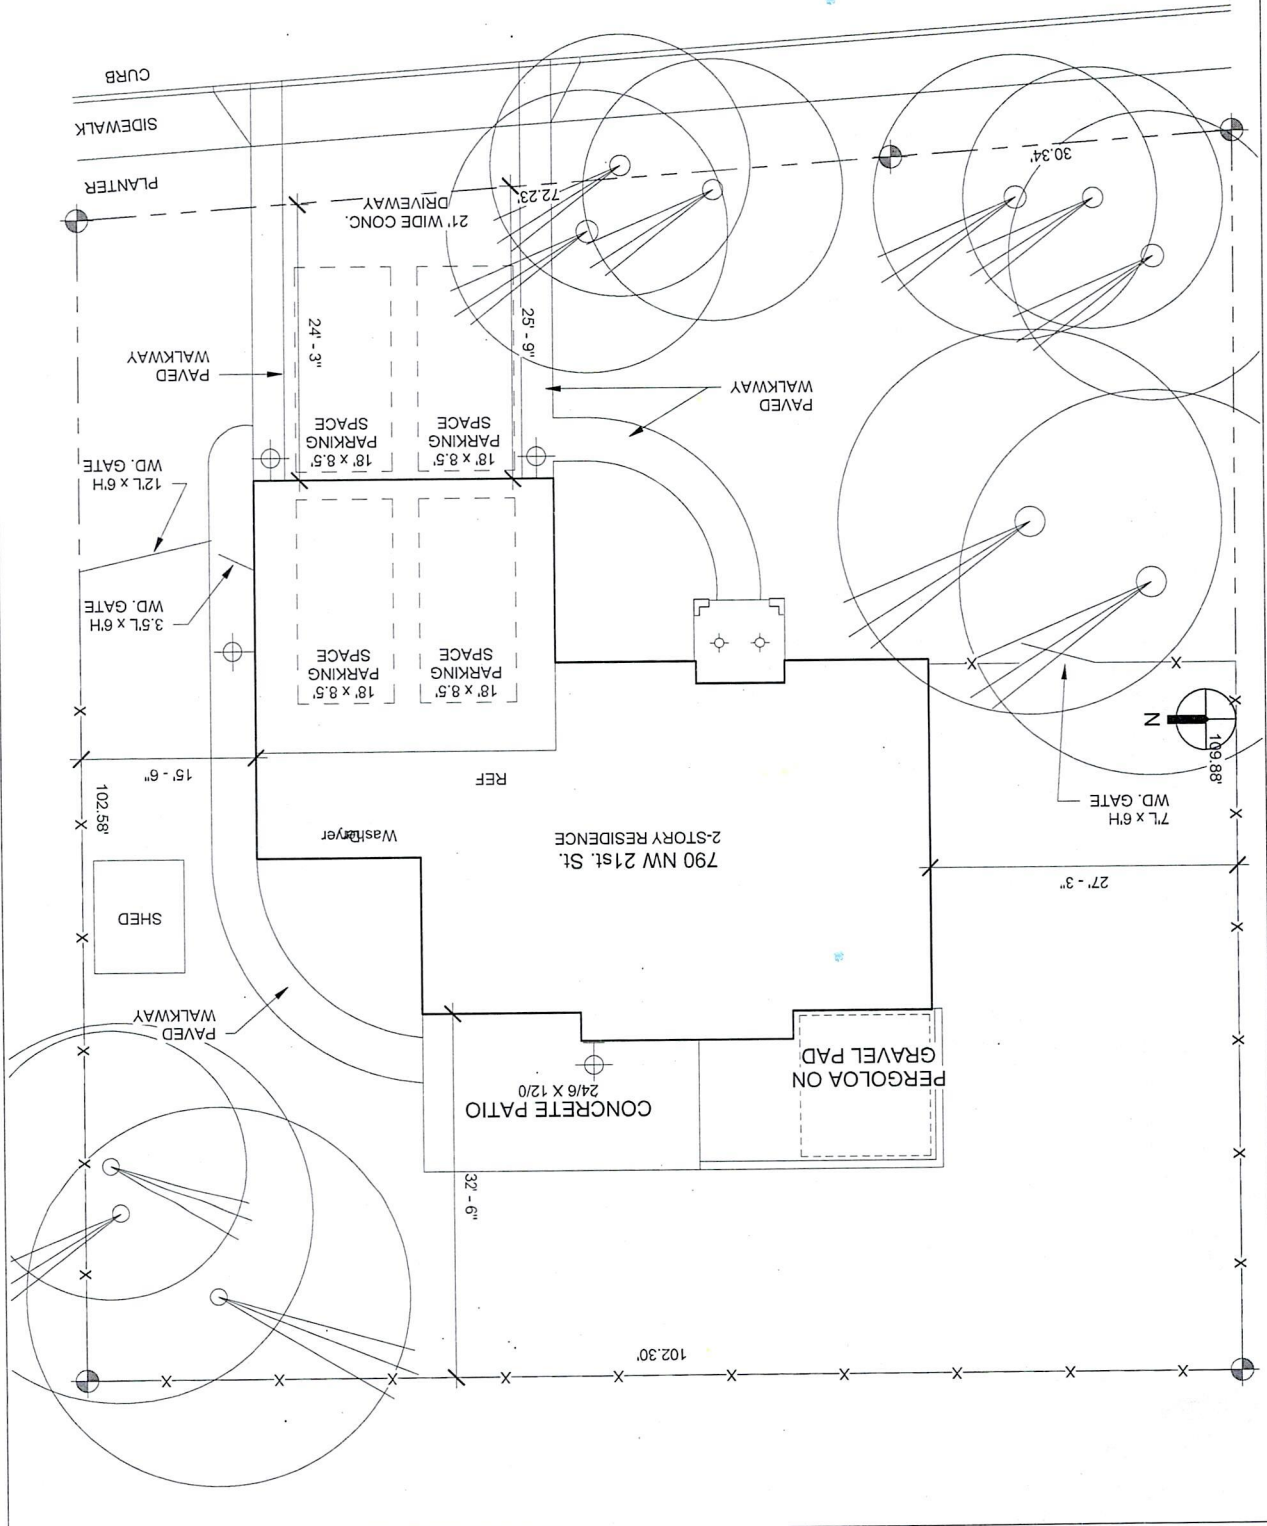 102.30'
32' - 6"
CONCRETE PATIO
24/6 X 12/0
PERGOLOA ON
GRAVEL PAD
PAVED
WALKWAY
SHED
27' - 3"
790 NW 21st. St.
2-STORY RESIDENCE
Washer
Dryer
7'L x 6'H
WD. GATE
102.58'
REF
15' - 6"
109.88'
N
18' x 8.5'
PARKING
SPACE
18' x 8.5'
PARKING
SPACE
3.5'L x 6'H
WD. GATE
12'L x 6'H
WD. GATE
18' x 8.5'
PARKING
SPACE
18' x 8.5'
PARKING
SPACE
PAVED
WALKWAY
PAVED
WALKWAY
25' - 9"
24' - 3"
21' WIDE CONC.
DRIVEWAY
72.23'
30.34'
PLANTER
SIDEWALK
CURB